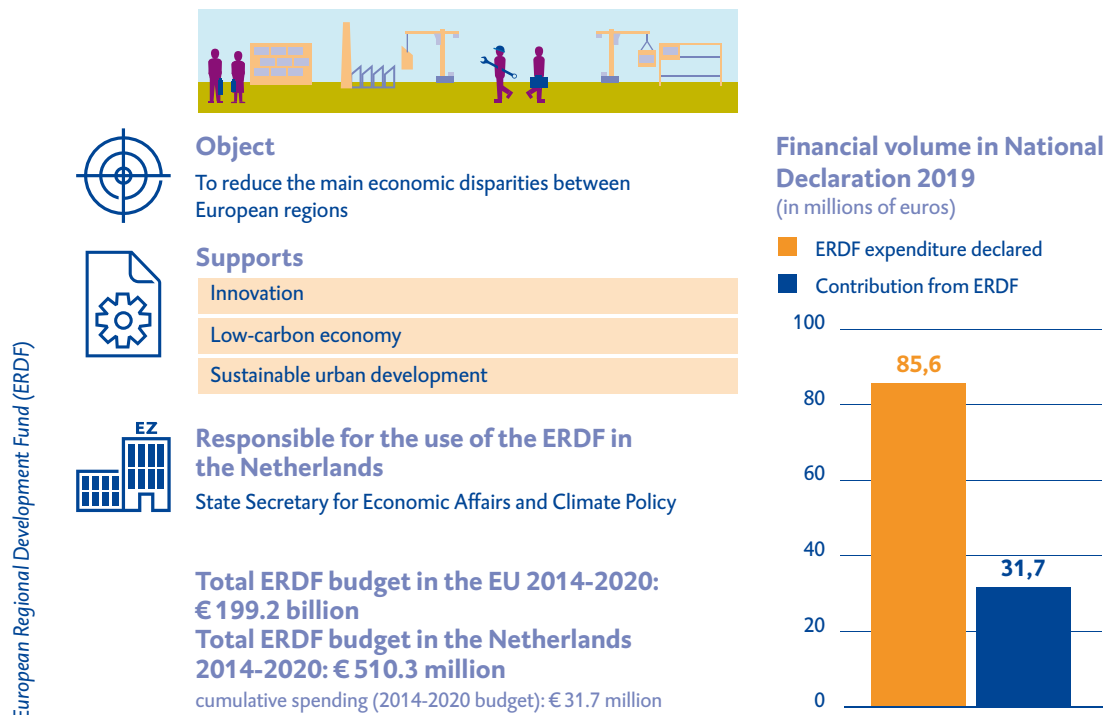 European Regional Development Fund (ERDF)
Object
To reduce the main economic disparities between
European regions
Supports
Innovation
Low-carbon economy
Sustainable urban development
EZ
Responsible for the use of the ERDF in
the Netherlands
State Secretary for Economic Affairs and Climate Policy
Total ERDF budget in the EU 2014-2020:
€ 199.2 billion
Total ERDF budget in the Netherlands
2014-2020: € 510.3 million
cumulative spending (2014-2020 budget): € 31.7 million
Financial volume in National
Declaration 2019
(in millions of euros)
ERDF expenditure declared
Contribution from ERDF
100
85,6
80
60
40
31,7
20
0